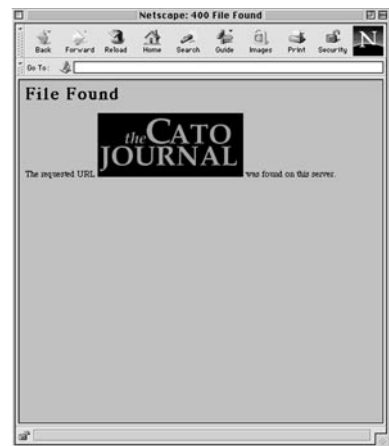 Netscape: 400 File Found
Back Forward Reload Home Search Guide Images Print Security N
Go To:
File Found
the CATO
JOURNAL
The requested URL was found on this server.